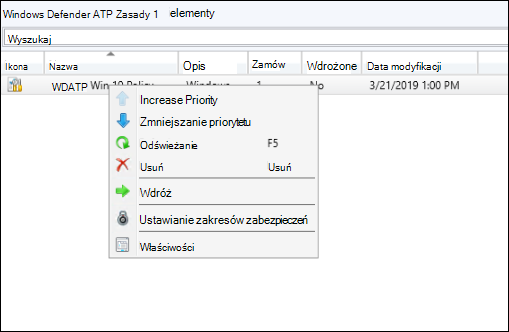 Windows Defender ATP Zasady 1 elementy
Wyszukaj
Ikona Nazwa Opis Zamów Wdrożone Data modyfikacji
WDATP Win 10 Policy Windows 1 No 3/21/2019 1:00 PM
Increase Priority
Zmniejszanie priorytetu
Odświeżanie F5
Usuń Usuń
Wdróż
Ustawianie zakresów zabezpieczeń
Właściwości